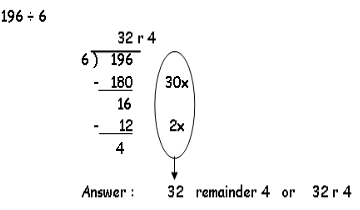 196 ÷ 6
32 r 4
6 ) 196
- 180 30x
16
- 12 2x
4
Answer : 32 remainder 4 or 32 r 4